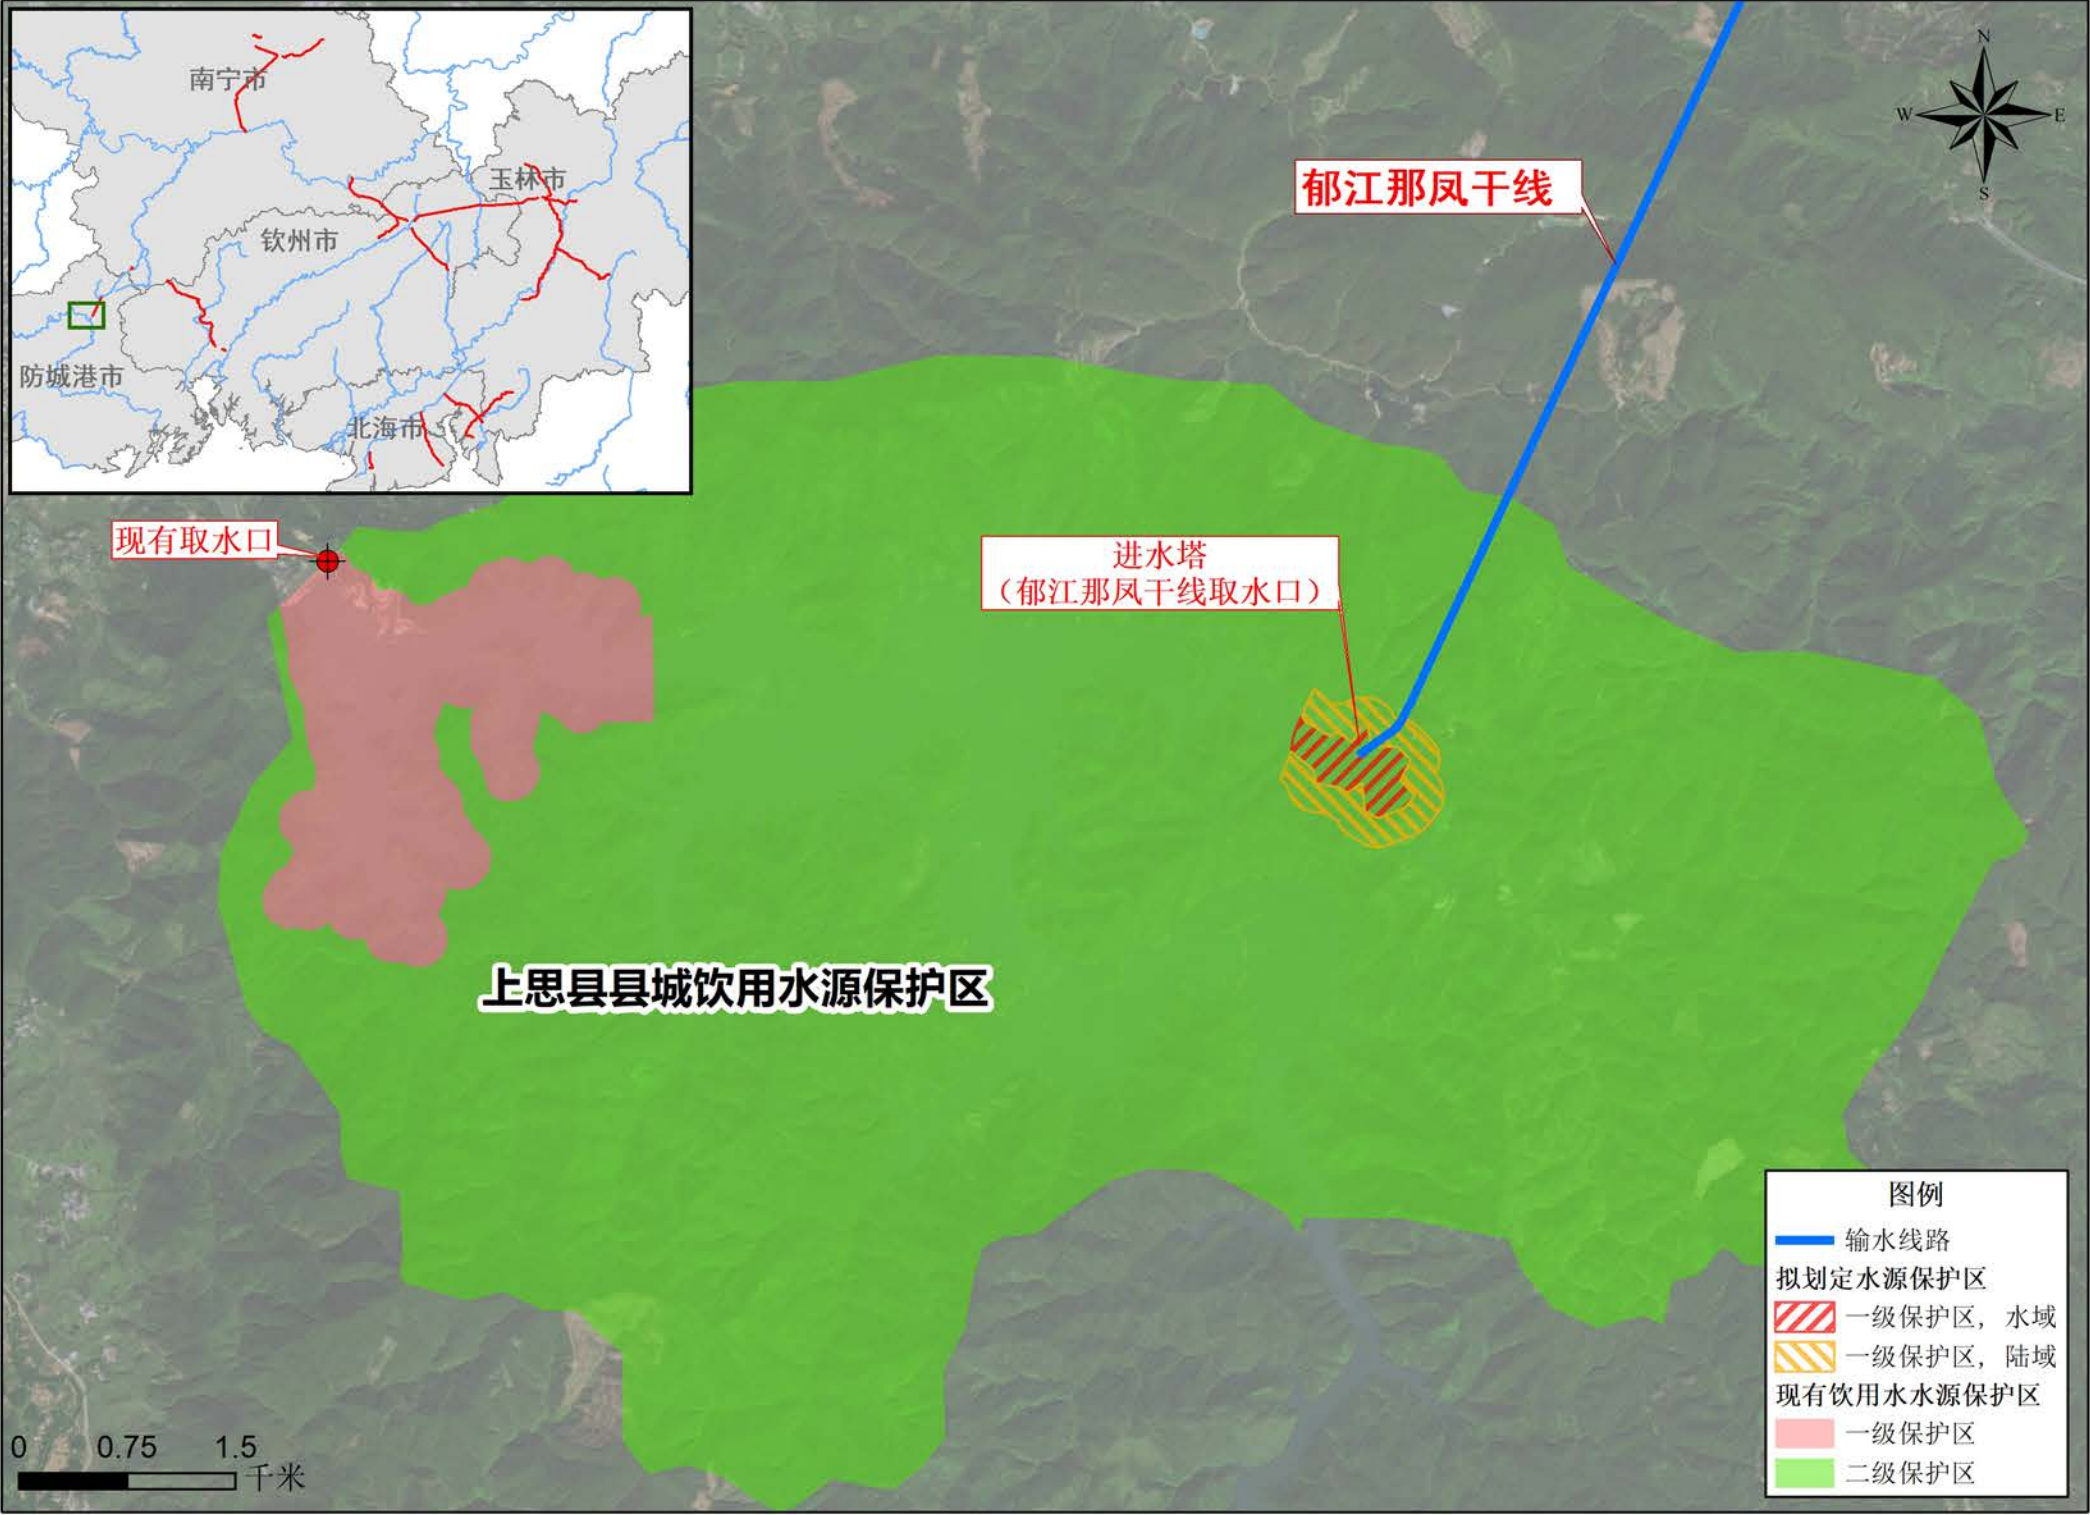 南宁市
玉林市
钦州市
防城港市
北海市
N
W
E
S
郁江那凤干线
现有取水口
进水塔
（郁江那凤干线取水口）
上思县县城饮用水源保护区
图例
输水线路
拟划定水源保护区
一级保护区，水域
一级保护区，陆域
现有饮用水水源保护区
一级保护区
二级保护区
0 0.75 1.5
千米